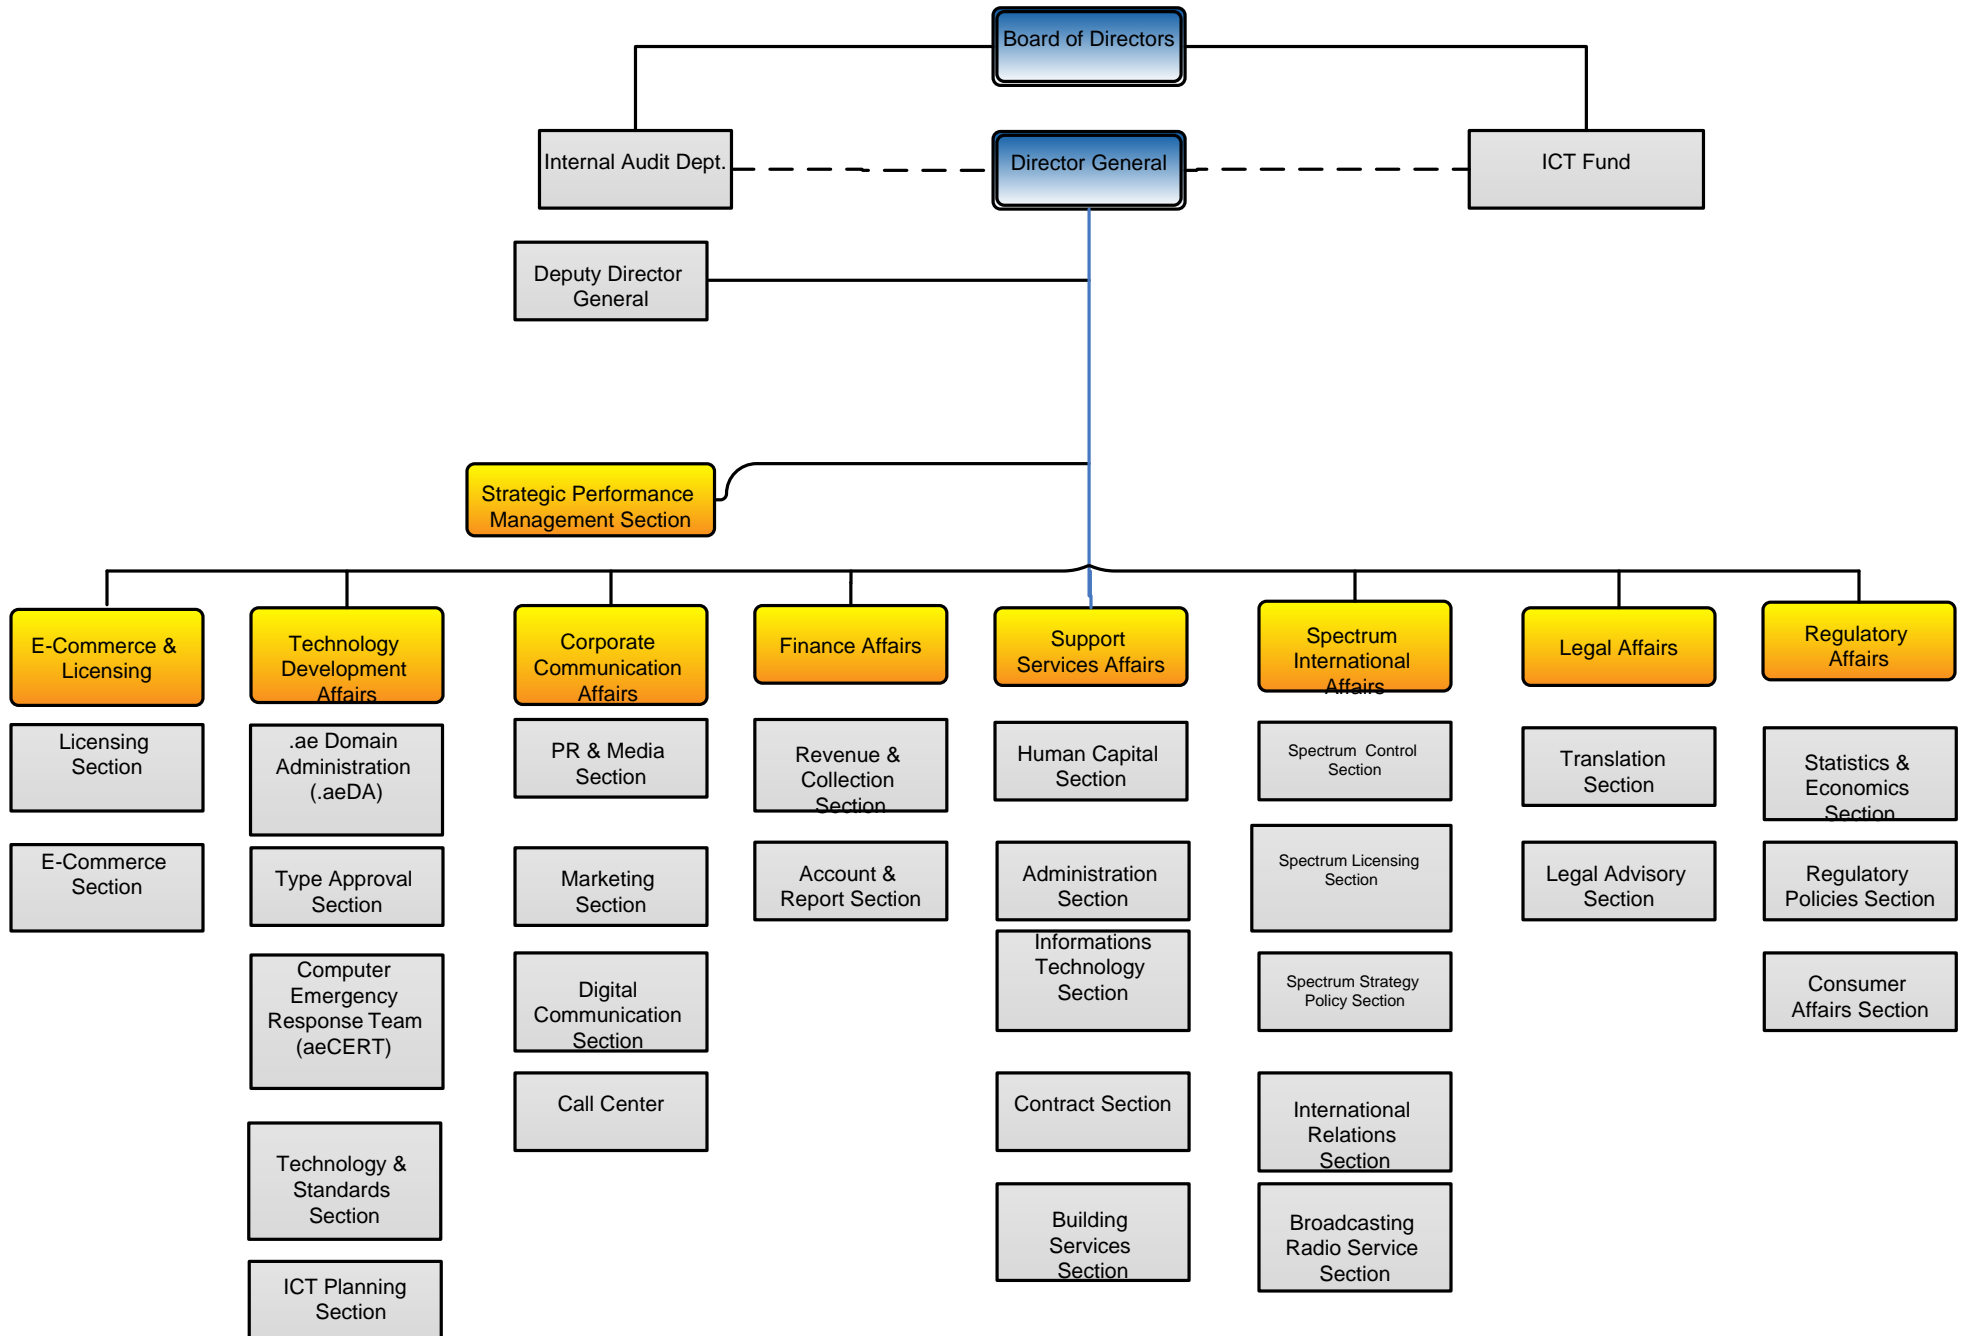 Board of Directors
Internal Audit Dept.
Director General
ICT Fund
Deputy Director
General
Strategic Performance
Management Section
E-Commerce &
Licensing
Technology
Development
Affairs
Corporate
Communication
Affairs
Finance Affairs
Support
Services Affairs
Spectrum
International
Affairs
Legal Affairs
Regulatory
Affairs
Licensing
Section
E-Commerce
Section
.ae Domain
Administration
(.aeDA)
Type Approval
Section
Computer
Emergency
Response Team
(aeCERT)
Technology &
Standards
Section
ICT Planning
Section
PR & Media
Section
Marketing
Section
Digital
Communication
Section
Call Center
Revenue &
Collection
Section
Account &
Report Section
Human Capital
Section
Administration
Section
Informations
Technology
Section
Contract Section
Building
Services
Section
Spectrum Control
Section
Spectrum Licensing
Section
Spectrum Strategy
Policy Section
International
Relations
Section
Broadcasting
Radio Service
Section
Translation
Section
Legal Advisory
Section
Statistics &
Economics
Section
Regulatory
Policies Section
Consumer
Affairs Section